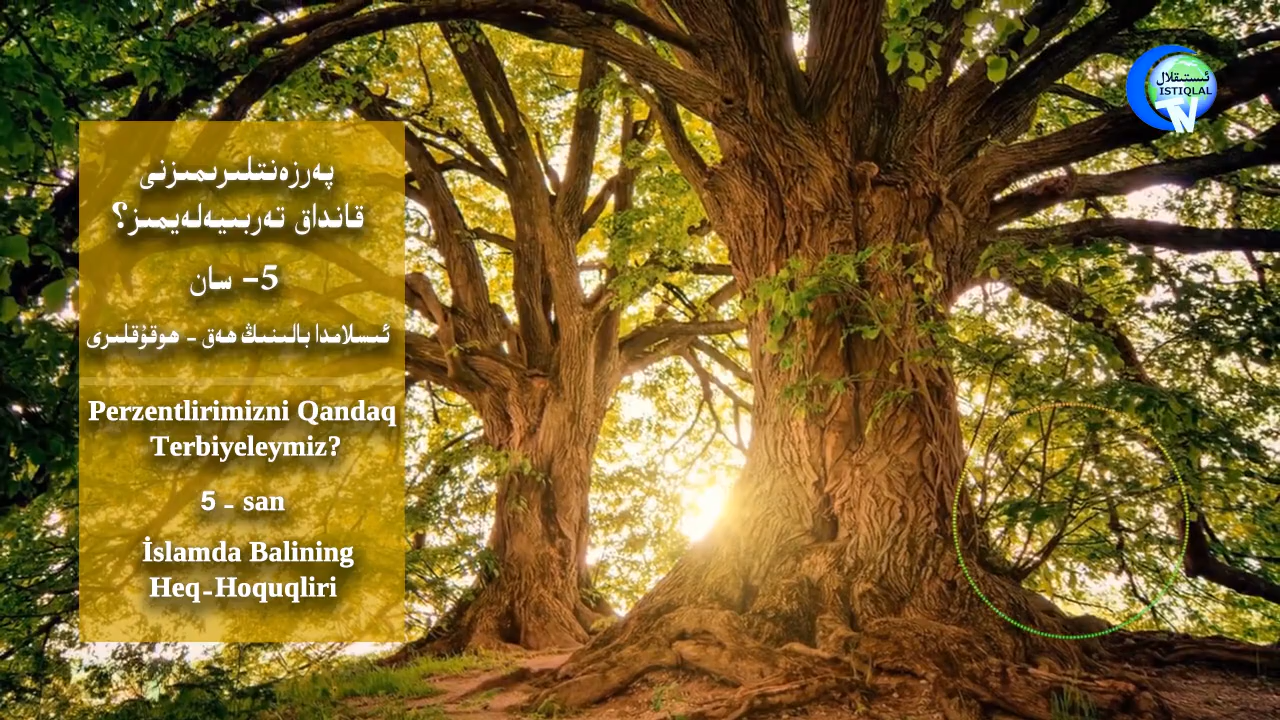 پەرزەنتلىرىمىزنى
قانداق تەربىيەلەيمىز؟
5- سان
ئىسلامدا بالىنىڭ ھەق - ھوقۇقلىرى
Perzentlirimizni Qandaq
Terbiyeleymiz?
5 - san
İslamda Balining
Heq-Hoquqliri
ئىستىقلال
ISTIQLAL
TV